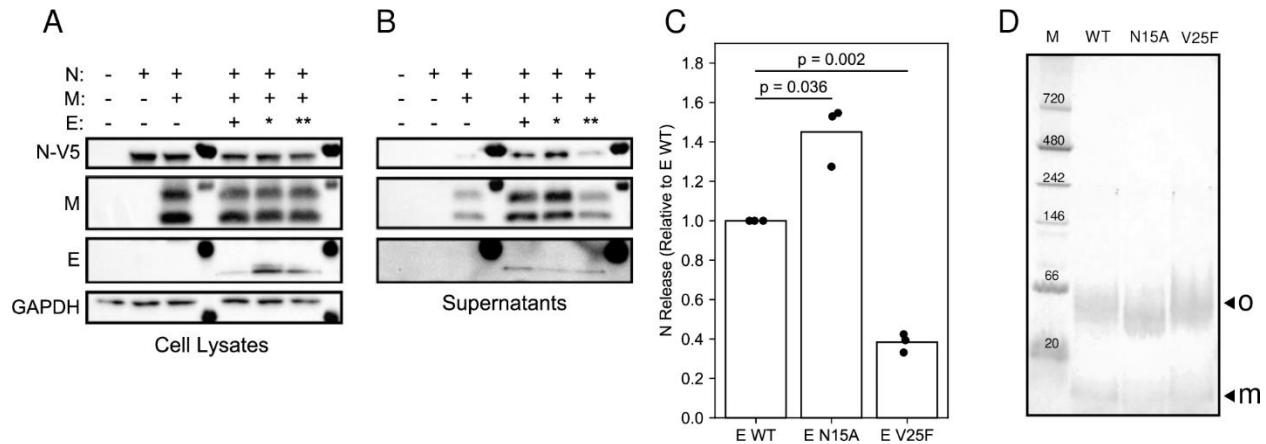 A
N: - + + + + +
M: - - + + + +
E: - - - + * **
N-V5
M
E
GAPDH
Cell Lysates
B
- + + + + +
- - + + + +
- - - + * **
Supernatants
C
N Release (Relative to E WT)
1.8
1.6
1.4
1.2
1.0
0.8
0.6
0.4
0.2
0.0
p = 0.002
p = 0.036
E WT E N15A E V25F
D
M WT N15A V25F
720
480
242
146
66
20
◄o
◄m